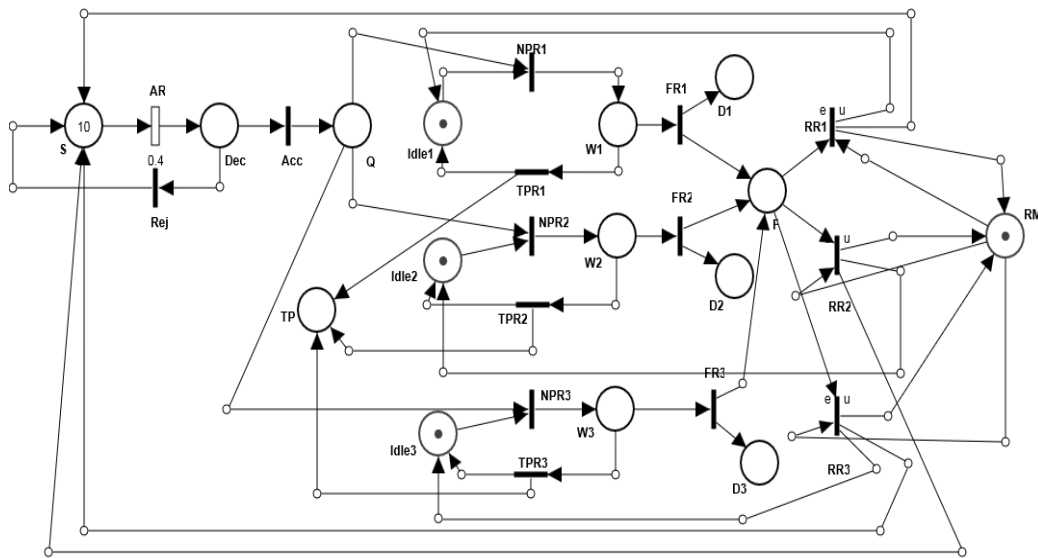 NPR1
AR
FR1
D1
e u
10
RR1
S
0.4
Dec
Acc
Q
Idle1
W1
TPR1
Rej
FR2
F
RM
NPR2
u
Idle2
W2
D2
TP
TPR2
RR2
FR3
NPR3
e u
Idle3
W3
TPR3
D3
RR3